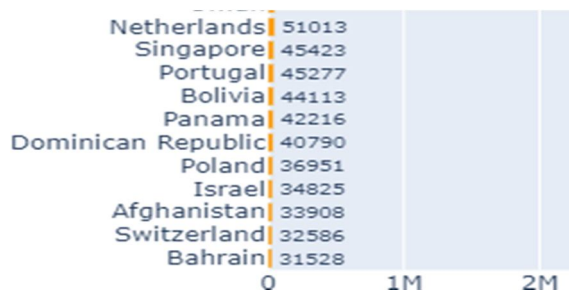 Netherlands 51013
Singapore 45423
Portugal 45277
Bolivia 44113
Panama 42216
Dominican Republic 40790
Poland 36951
Israel 34825
Afghanistan 33908
Switzerland 32586
Bahrain 31528
0 1M 2M